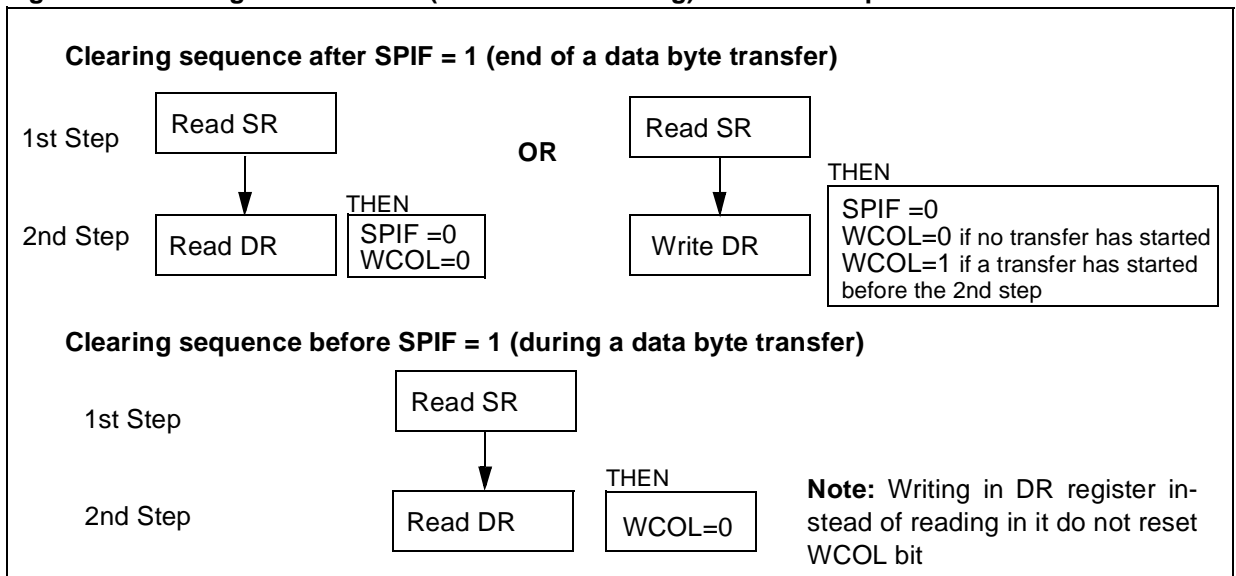 Clearing sequence after SPIF = 1 (end of a data byte transfer)
1st Step
Read SR
OR
Read SR
2nd Step
Read DR
THEN
SPIF =0
WCOL=0
Write DR
THEN
SPIF =0
WCOL=0 if no transfer has started
WCOL=1 if a transfer has started
before the 2nd step
Clearing sequence before SPIF = 1 (during a data byte transfer)
1st Step
Read SR
2nd Step
Read DR
THEN
WCOL=0
Note: Writing in DR register in-
stead of reading in it do not reset
WCOL bit